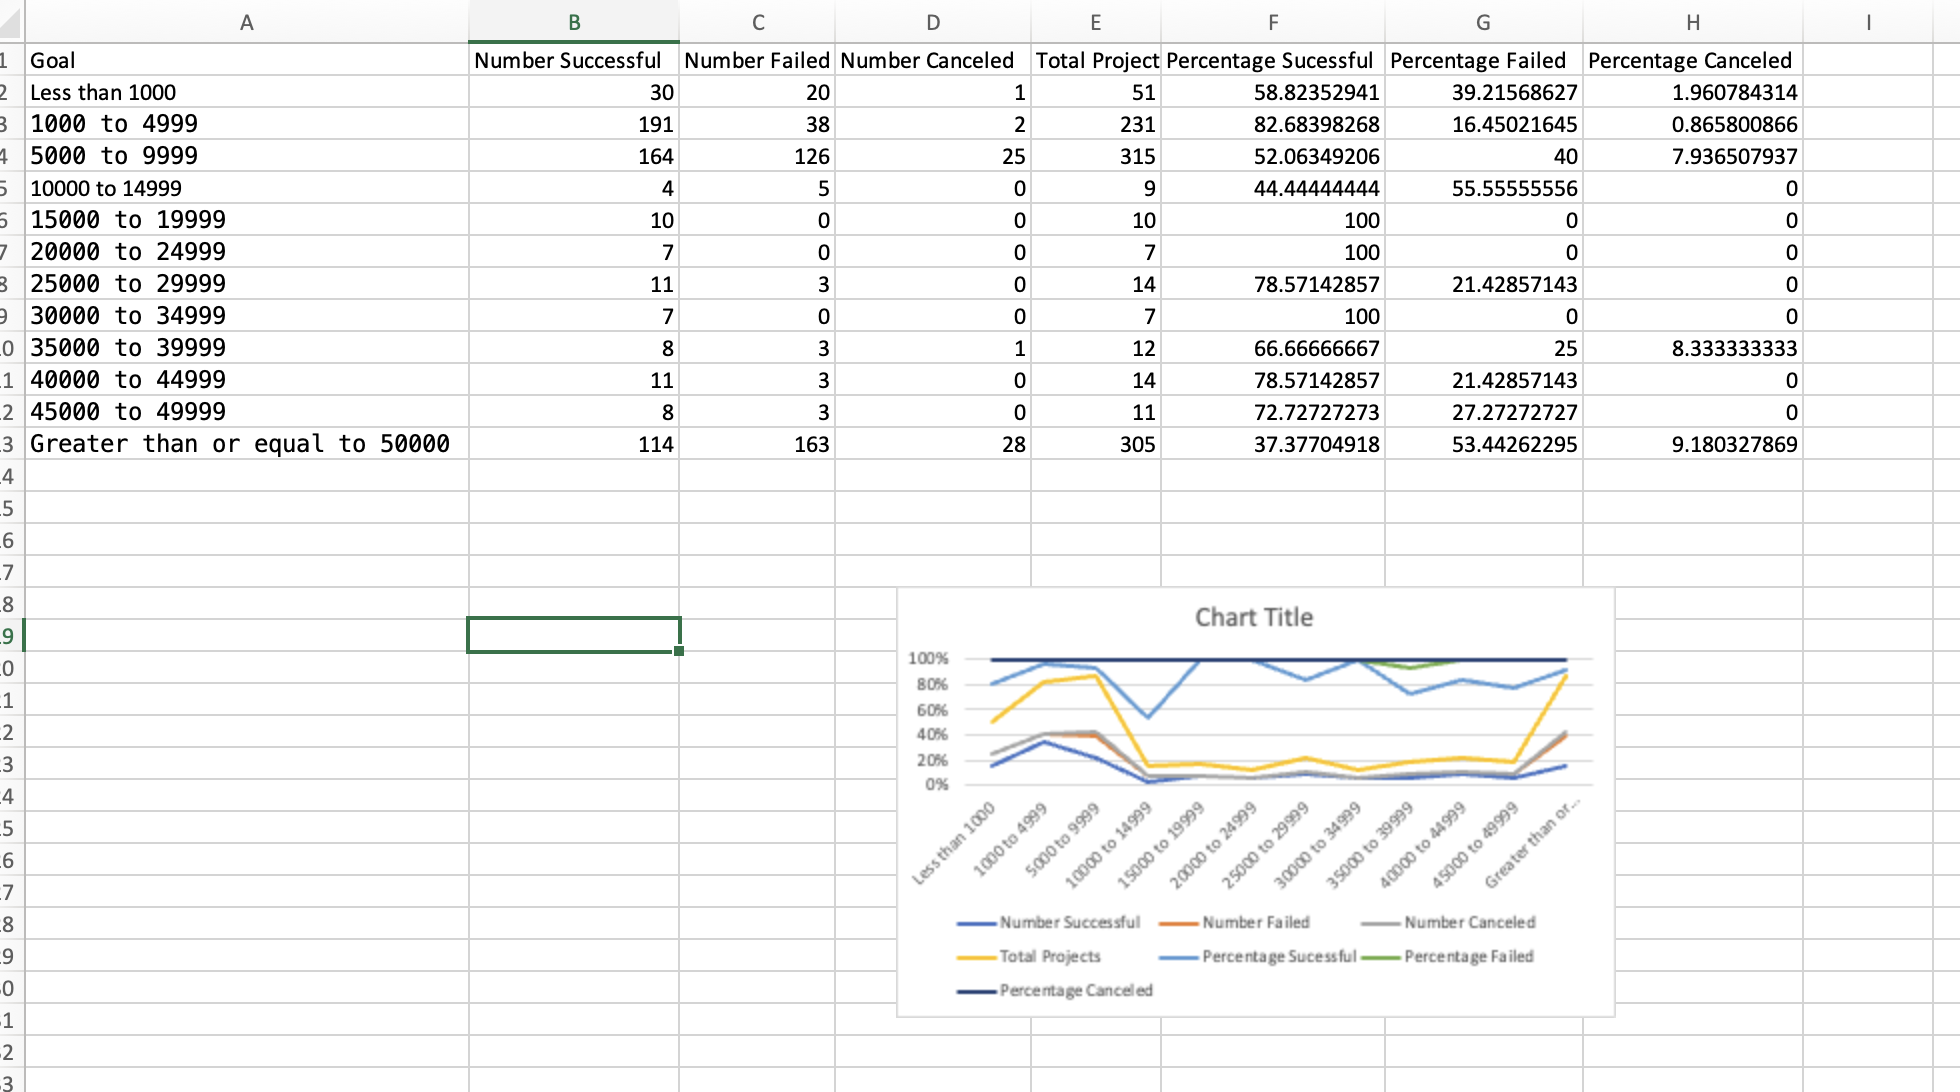 A B C D E F G H I
1 Goal Number Successful Number Failed Number Canceled Total Project Percentage Sucessful Percentage Failed Percentage Canceled
2 Less than 1000 30 20 1 51 58.82352941 39.21568627 1.960784314
3 1000 to 4999 191 38 2 231 82.68398268 16.45021645 0.865800866
4 5000 to 9999 164 126 25 315 52.06349206 40 7.936507937
5 10000 to 14999 4 5 0 9 44.44444444 55.55555556 0
6 15000 to 19999 10 0 0 10 100 0 0
7 20000 to 24999 7 0 0 7 100 0 0
8 25000 to 29999 11 3 0 14 78.57142857 21.42857143 0
9 30000 to 34999 7 0 0 7 100 0 0
0 35000 to 39999 8 3 1 12 66.66666667 25 8.333333333
1 40000 to 44999 11 3 0 14 78.57142857 21.42857143 0
2 45000 to 49999 8 3 0 11 72.72727273 27.27272727 0
3 Greater than or equal to 50000 114 163 28 305 37.37704918 53.44262295 9.180327869
4
5
6
7
8
9
0
1
2
3
4
5
6
7
8
9
0
1
2
3
Chart Title
100%
80%
60%
40%
20%
0%
Less than 1000
1000 to 4999
5000 to 9999
10000 to 14999
15000 to 19999
20000 to 24999
25000 to 29999
30000 to 34999
35000 to 39999
40000 to 44999
45000 to 49999
Greater than or...
Number Successful Number Failed Number Canceled
Total Projects Percentage Sucessful Percentage Failed
Percentage Canceled